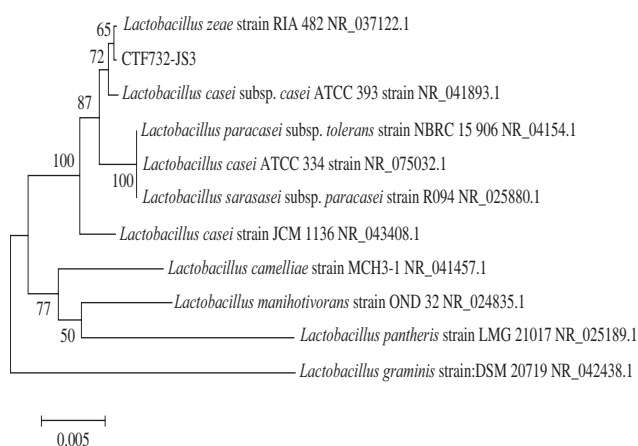 65
Lactobacillus zeae strain RIA 482 NR_037122.1
72
CTF732-JS3
Lactobacillus casei subsp. casei ATCC 393 strain NR_041893.1
87
Lactobacillus paracasei subsp. tolerans strain NBRC 15 906 NR_04154.1
100
Lactobacillus casei ATCC 334 strain NR_075032.1
100
Lactobacillus sarasasei subsp. paracasei strain R094 NR_025880.1
Lactobacillus casei strain JCM 1136 NR_043408.1
Lactobacillus camelliae strain MCH3-1 NR_041457.1
77
Lactobacillus manihotivorans strain OND 32 NR_024835.1
50
Lactobacillus pantheris strain LMG 21017 NR_025189.1
Lactobacillus graminis strain:DSM 20719 NR_042438.1
0.005